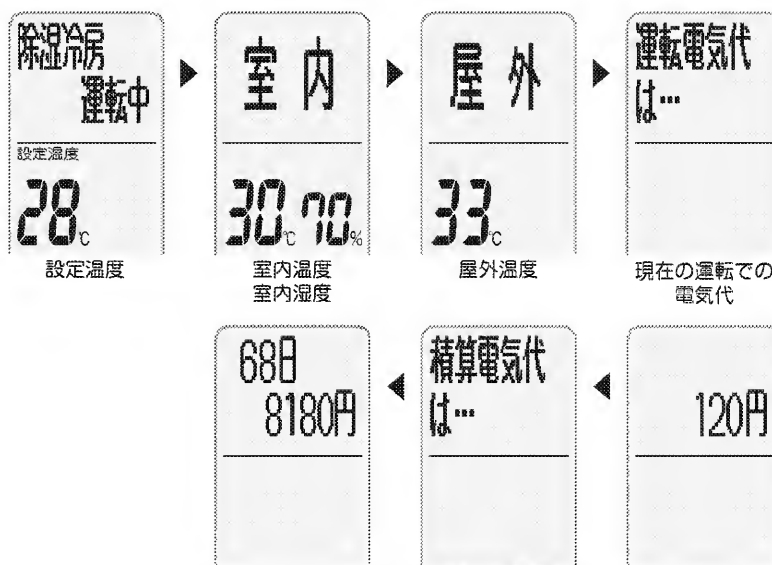 除湿冷房
運転中
設定温度
28℃
設定温度
室内
30℃ 70%
室内温度
室内湿度
屋外
33℃
屋外温度
運転電気代
は…
現在の運転での
電気代
120円
積算電気代
は…
68日
8180円